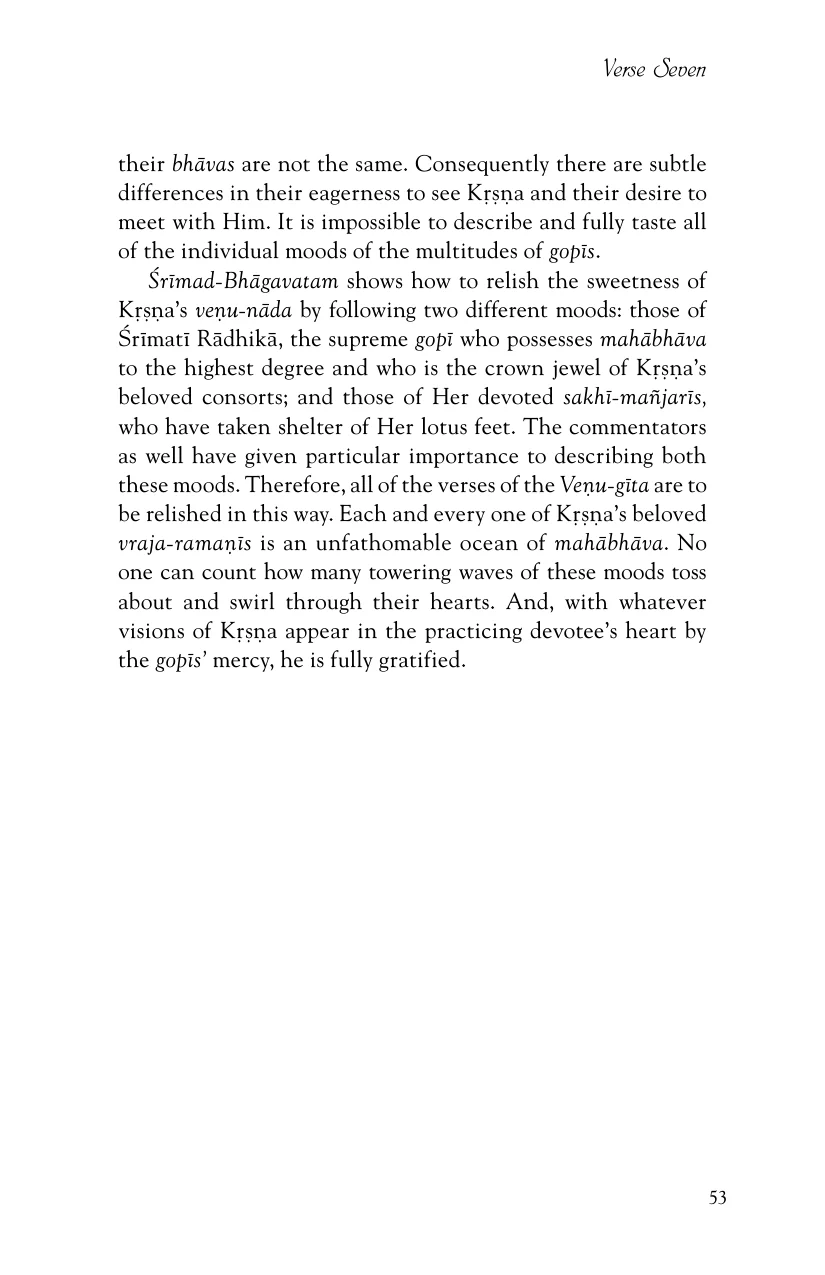 Verse Seven
their bhāvas are not the same. Consequently there are subtle
differences in their eagerness to see Kṛṣṇa and their desire to
meet with Him. It is impossible to describe and fully taste all
of the individual moods of the multitudes of gopīs.
Śrīmad-Bhāgavatam shows how to relish the sweetness of
Kṛṣṇa’s veṇu-nāda by following two different moods: those of
Śrīmatī Rādhikā, the supreme gopī who possesses mahābhāva
to the highest degree and who is the crown jewel of Kṛṣṇa’s
beloved consorts; and those of Her devoted sakhī-mañjarīs,
who have taken shelter of Her lotus feet. The commentators
as well have given particular importance to describing both
these moods. Therefore, all of the verses of the Veṇu-gīta are to
be relished in this way. Each and every one of Kṛṣṇa’s beloved
vraja-ramaṇīs is an unfathomable ocean of mahābhāva. No
one can count how many towering waves of these moods toss
about and swirl through their hearts. And, with whatever
visions of Kṛṣṇa appear in the practicing devotee’s heart by
the gopīs’ mercy, he is fully gratified.
53